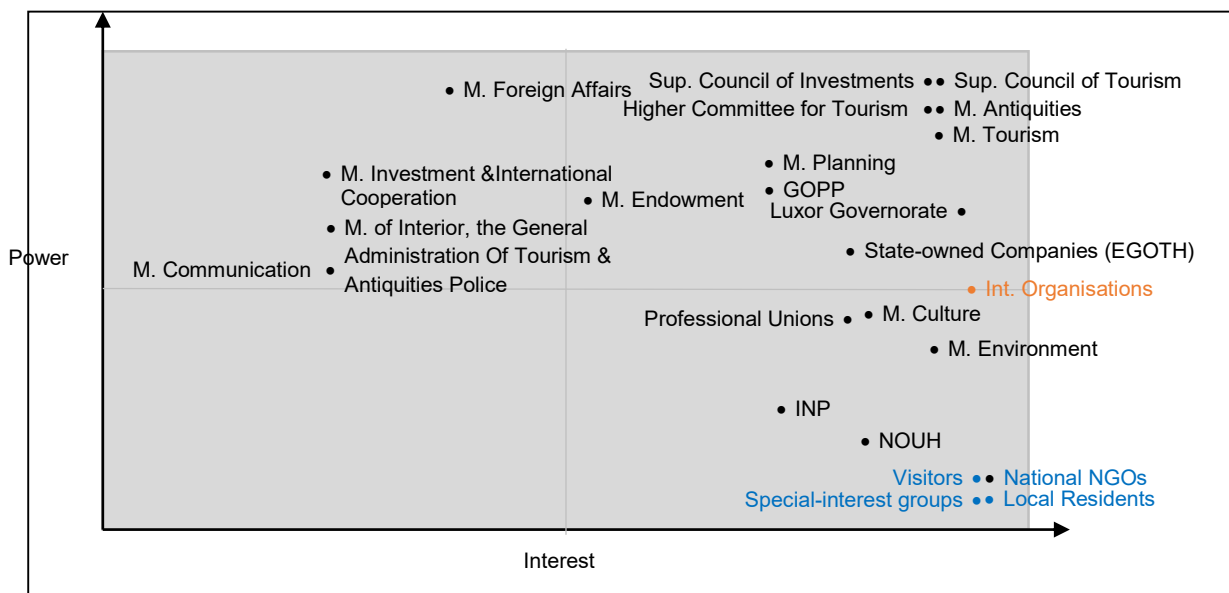 Sup. Council of Investments
Sup. Council of Tourism
M. Foreign Affairs
Higher Committee for Tourism
M. Antiquities
M. Tourism
M. Planning
M. Investment &International
Cooperation
GOPP
M. Endowment
Luxor Governorate
M. of Interior, the General
Administration Of Tourism &
Antiquities Police
State-owned Companies (EGOTH)
Power
M. Communication
Int. Organisations
Professional Unions
M. Culture
M. Environment
INP
NOUH
Visitors
National NGOs
Special-interest groups
Local Residents
Interest